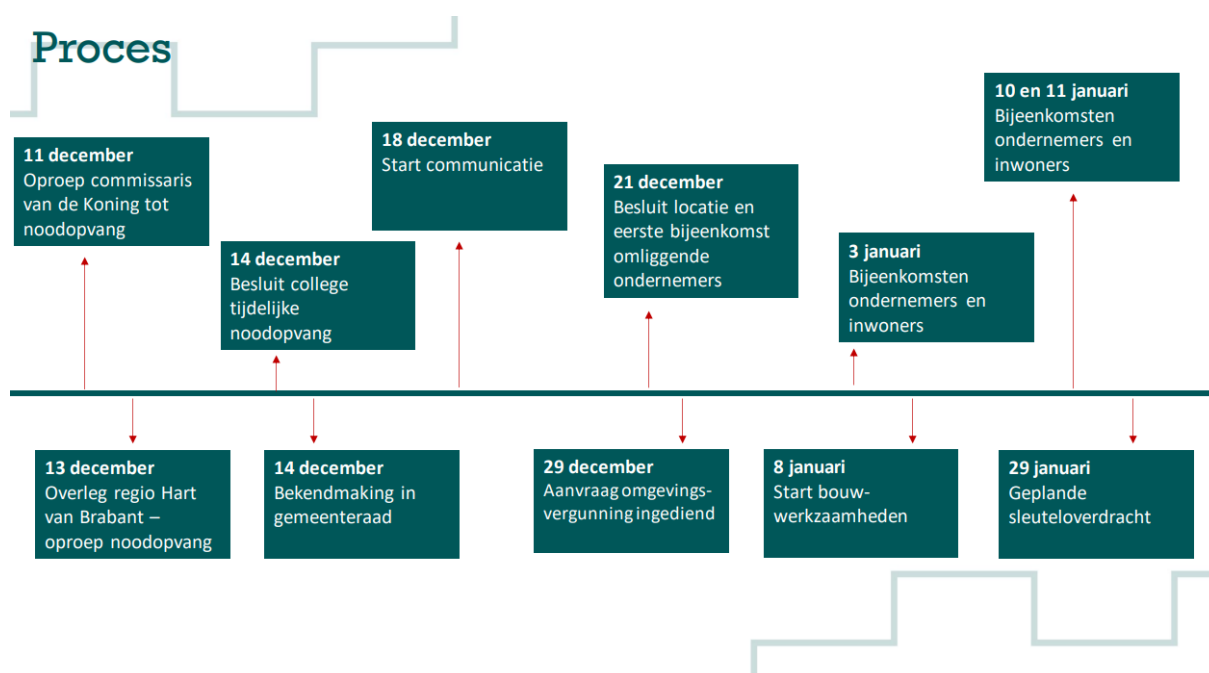 Proces
11 december
Oproep commissaris
van de Koning tot
noodopvang
13 december
Overleg regio Hart
van Brabant –
oproep noodopvang
14 december
Besluit college
tijdelijke
noodopvang
14 december
Bekendmaking in
gemeenteraad
18 december
Start communicatie
21 december
Besluit locatie en
eerste bijeenkomst
omliggende
ondernemers
29 december
Aanvraag omgevings-
vergunning ingediend
3 januari
Bijeenkomsten
ondernemers en
inwoners
8 januari
Start bouw-
werkzaamheden
10 en 11 januari
Bijeenkomsten
ondernemers en
inwoners
29 januari
Geplande
sleuteloverdracht